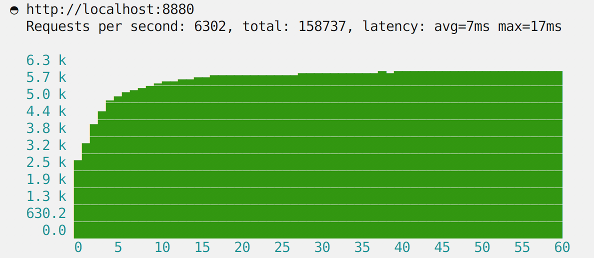 http://localhost:8880
Requests per second: 6302, total: 158737, latency: avg=7ms max=17ms
6.3 k
5.7 k
5.0 k
4.4 k
3.8 k
3.2 k
2.5 k
1.9 k
1.3 k
630.2
0.0
0 5 10 15 20 25 30 35 40 45 50 55 60